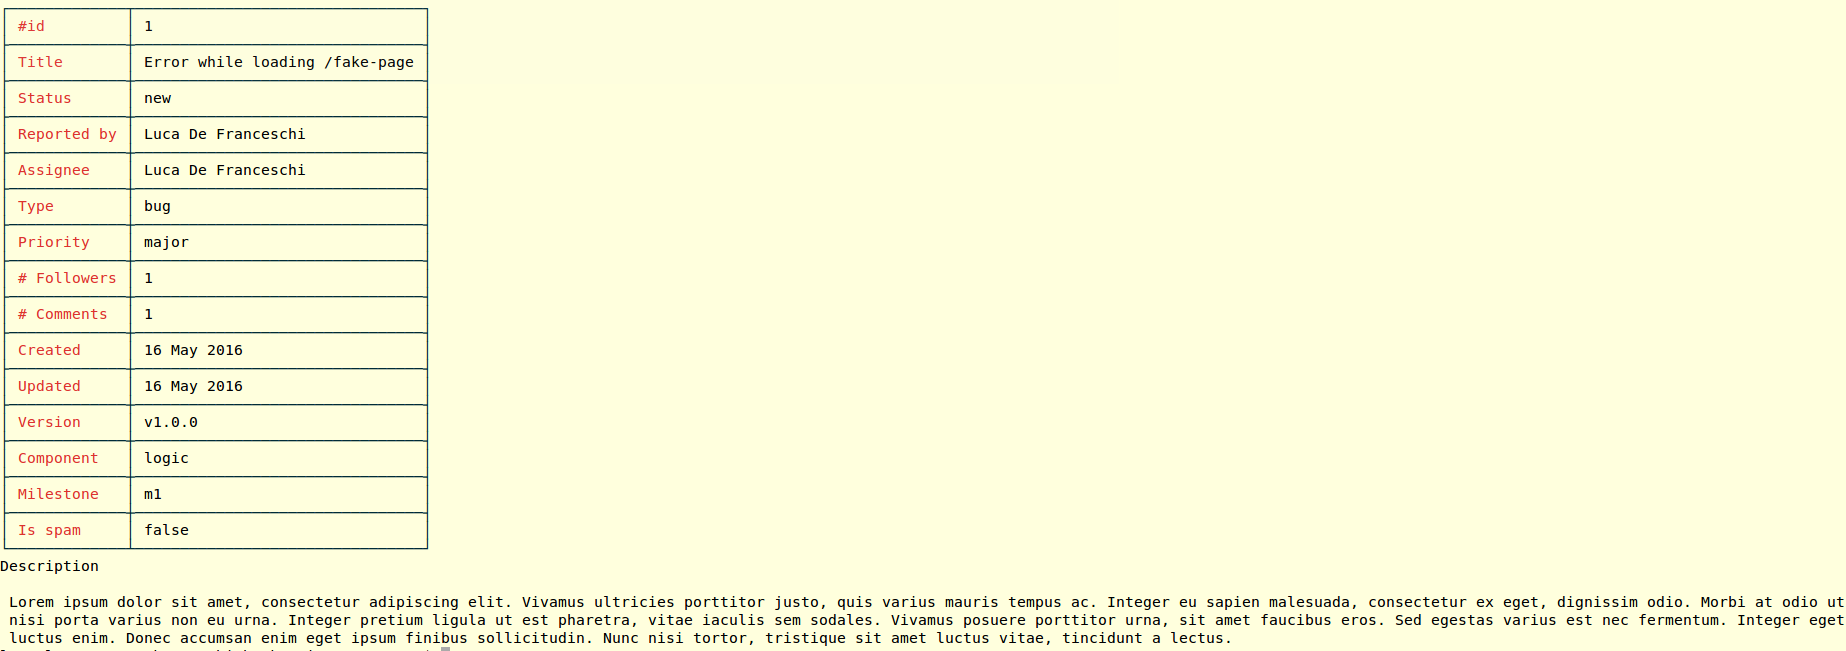 #id 1
Title Error while loading /fake-page
Status new
Reported by Luca De Franceschi
Assignee Luca De Franceschi
Type bug
Priority major
# Followers 1
# Comments 1
Created 16 May 2016
Updated 16 May 2016
Version v1.0.0
Component logic
Milestone m1
Is spam false
Description
Lorem ipsum dolor sit amet, consectetur adipiscing elit. Vivamus ultricies porttitor justo, quis varius mauris tempus ac. Integer eu sapien malesuada, consectetur ex eget, dignissim odio. Morbi at odio ut
nisi porta varius non eu urna. Integer pretium ligula ut est pharetra, vitae iaculis sem sodales. Vivamus posuere porttitor urna, sit amet faucibus eros. Sed egestas varius est nec fermentum. Integer eget
luctus enim. Donec accumsan enim eget ipsum finibus sollicitudin. Nunc nisi tortor, tristique sit amet luctus vitae, tincidunt a lectus.